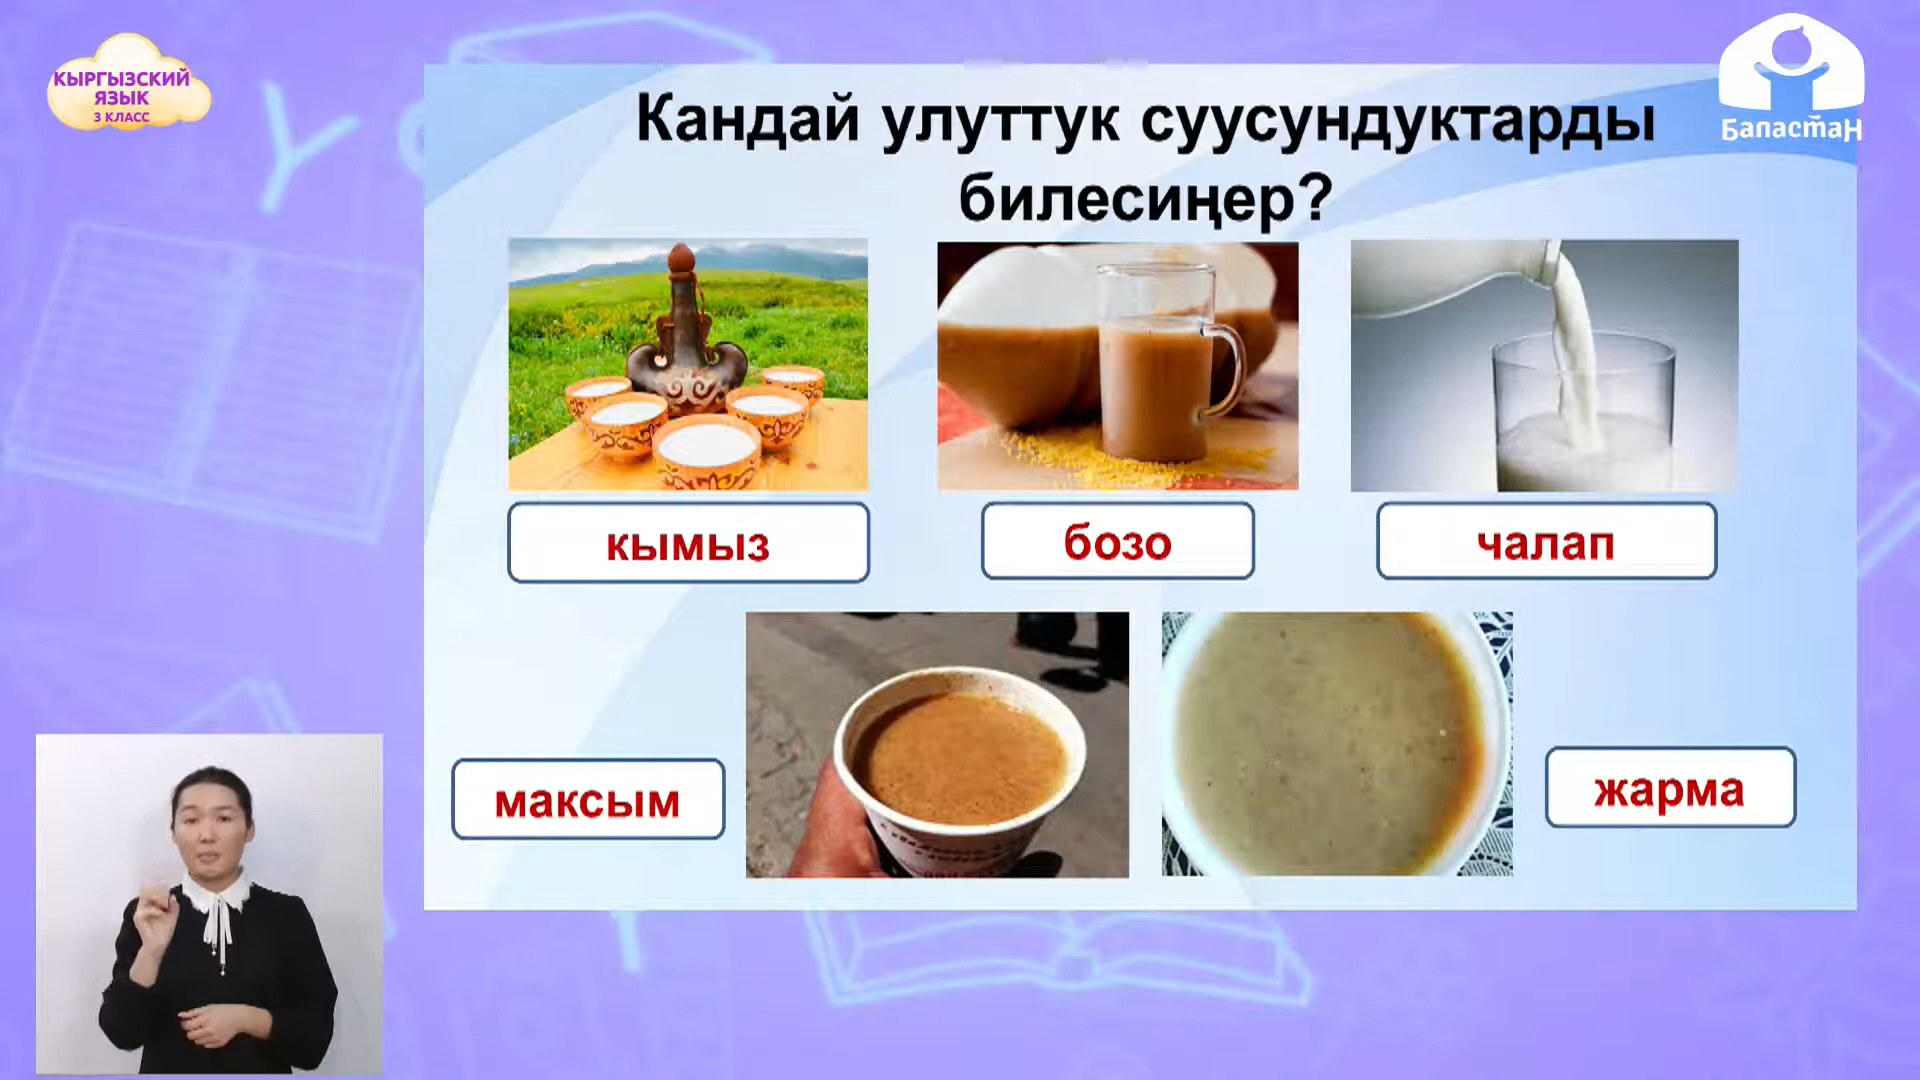 КЫРГЫЗСКИЙ
ЯЗЫК
3 КЛАСС
Баластан
Кандай улуттук суусундуктарды
билесиңер?
кымыз
бозо
чалап
максым
жарма